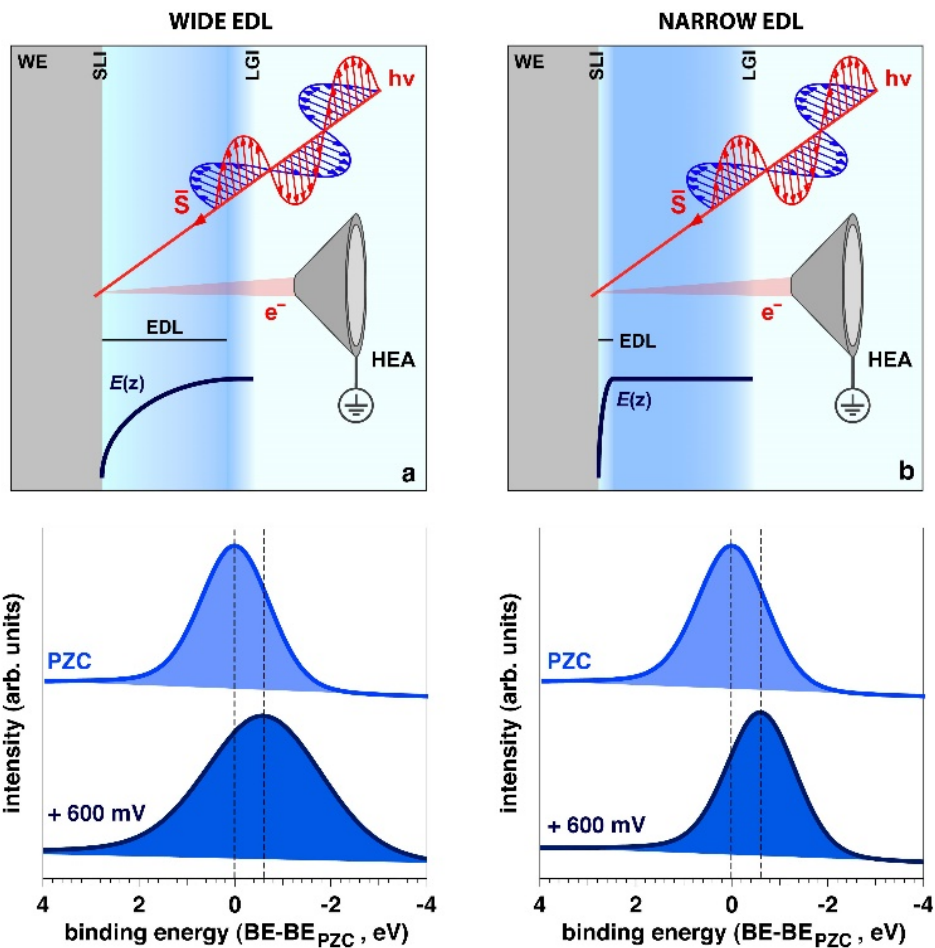 WIDE EDL
NARROW EDL
WE
SLI
LGI
hν
S̄
e⁻
EDL
HEA
E(z)
a
WE
SLI
LGI
hν
S̄
e⁻
EDL
HEA
E(z)
b
intensity (arb. units)
PZC
+ 600 mV
4 2 0 -2 -4
binding energy (BE-BE_PZC , eV)
intensity (arb. units)
PZC
+ 600 mV
4 2 0 -2 -4
binding energy (BE-BE_PZC , eV)